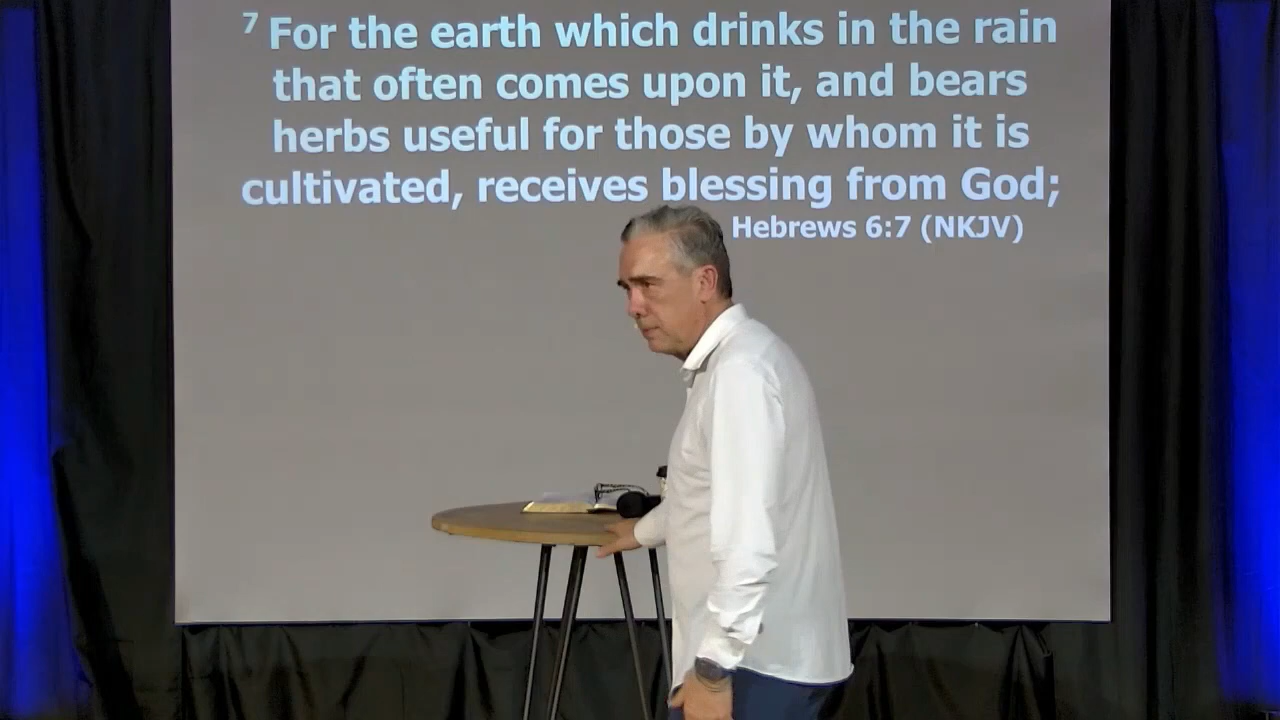 7 For the earth which drinks in the rain
that often comes upon it, and bears
herbs useful for those by whom it is
cultivated, receives blessing from God;
Hebrews 6:7 (NKJV)